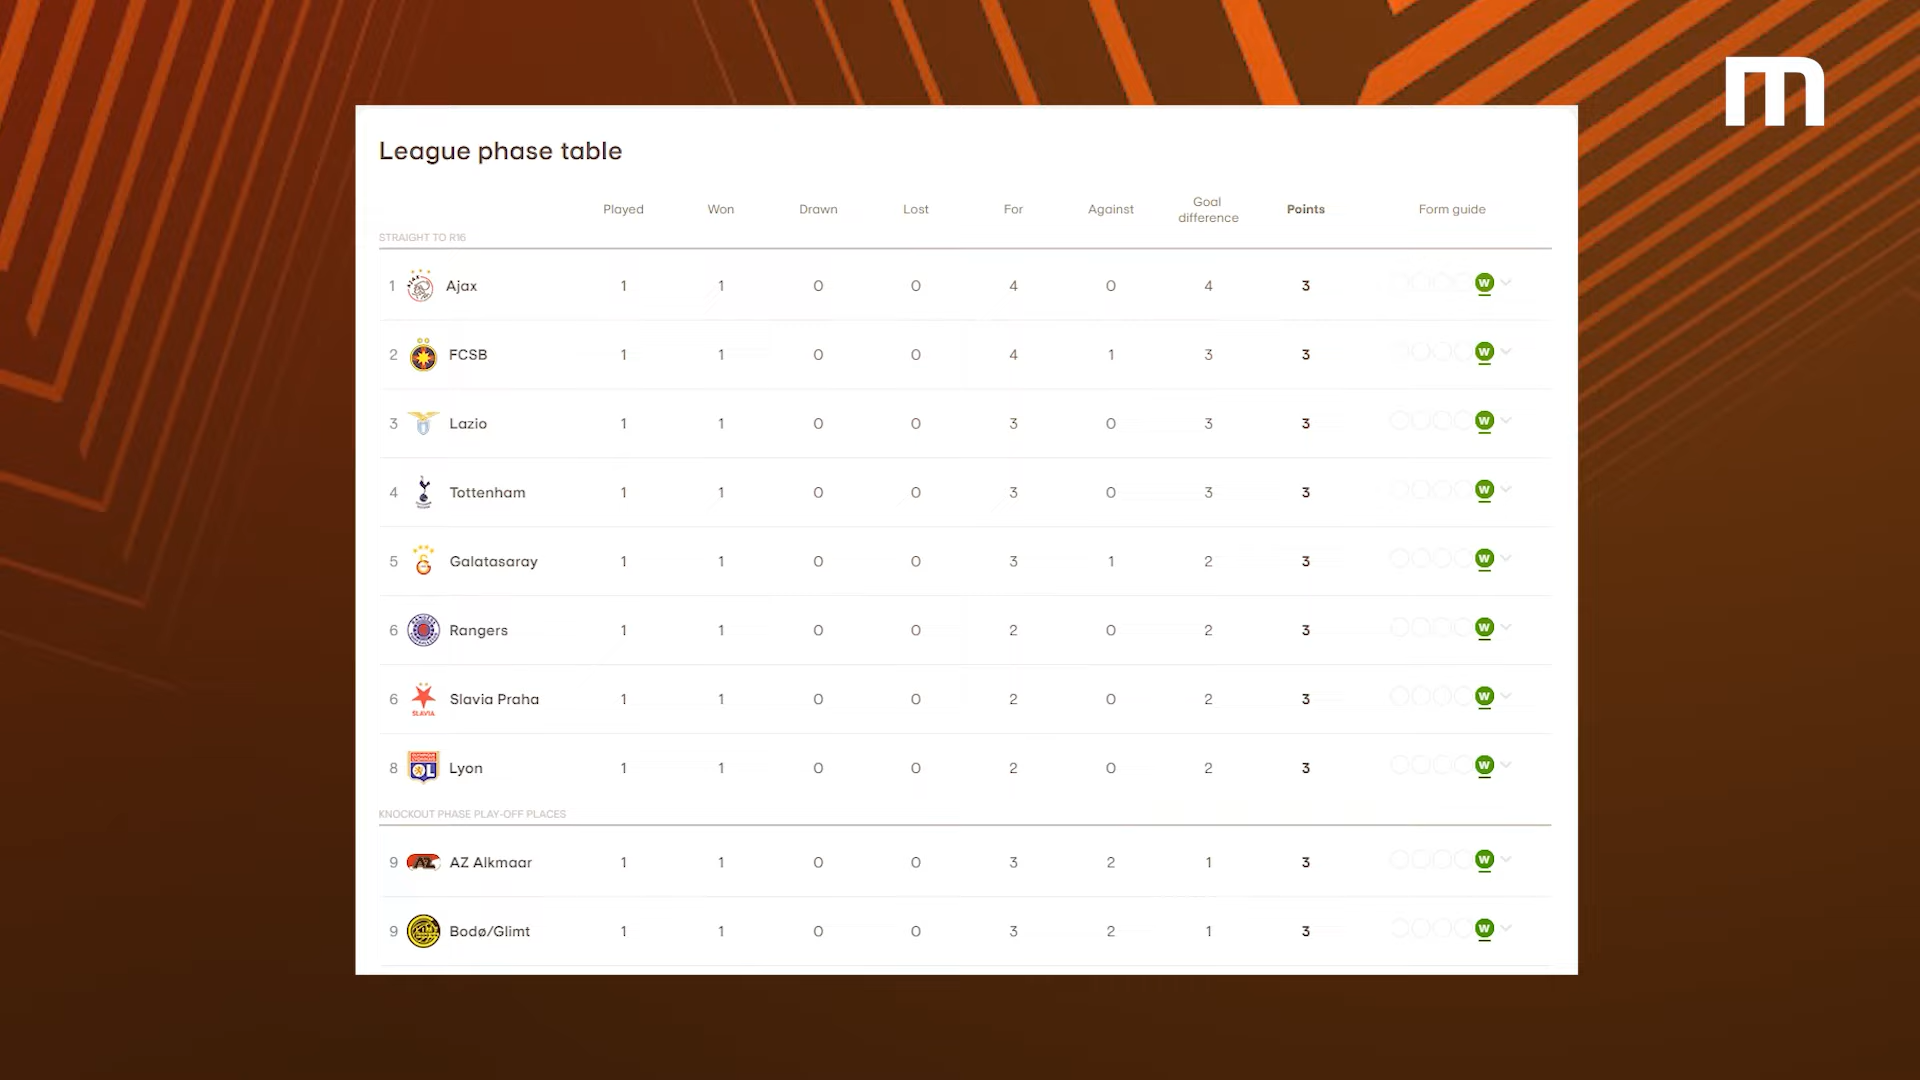 m
League phase table
Played Won Drawn Lost For Against Goal difference Points Form guide
STRAIGHT TO R16
1 AJAX Ajax 1 1 0 0 4 0 4 3 W
2 FCSB 1 1 0 0 4 1 3 3 W
3 Lazio 1 1 0 0 3 0 3 3 W
4 Tottenham 1 1 0 0 3 0 3 3 W
5 Galatasaray 1 1 0 0 3 1 2 3 W
6 Rangers 1 1 0 0 2 0 2 3 W
6 SLAVIA Slavia Praha 1 1 0 0 2 0 2 3 W
8 OL Lyon 1 1 0 0 2 0 2 3 W
KNOCKOUT PHASE PLAY-OFF PLACES
9 AZ AZ Alkmaar 1 1 0 0 3 2 1 3 W
9 Bodø/Glimt 1 1 0 0 3 2 1 3 W